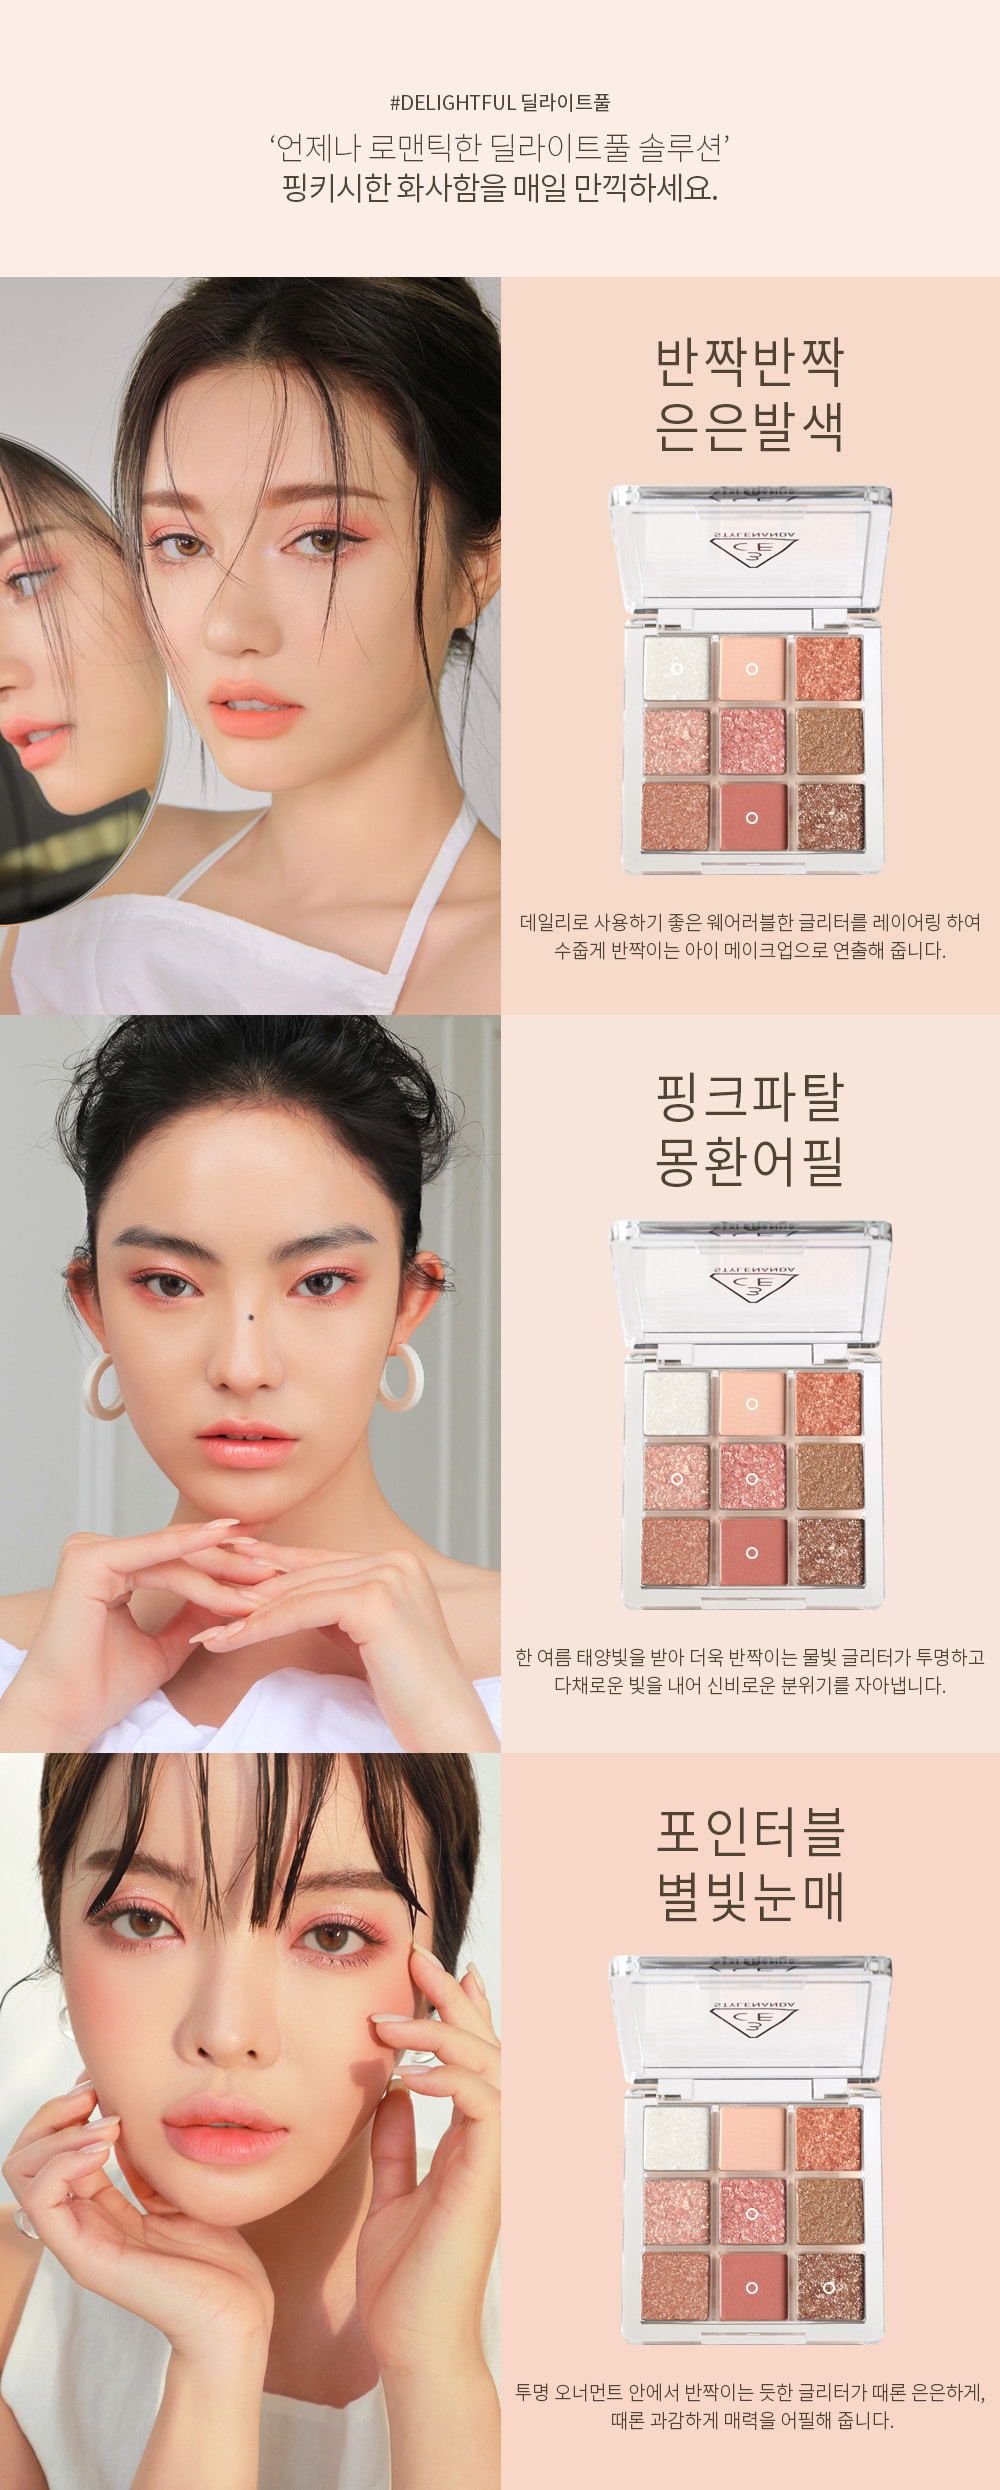 #DELIGHTFUL 딜라이트풀
‘언제나 로맨틱한 딜라이트풀 솔루션’
핑키시한 화사함을 매일 만끽하세요.
반짝반짝
은은발색
STYLENANDA
3CE
데일리로 사용하기 좋은 웨어러블한 글리터를 레이어링 하여
수줍게 반짝이는 아이 메이크업으로 연출해 줍니다.
핑크파탈
몽환어필
STYLENANDA
3CE
한 여름 태양빛을 받아 더욱 반짝이는 물빛 글리터가 투명하고
다채로운 빛을 내어 신비로운 분위기를 자아냅니다.
포인터블
별빛눈매
STYLENANDA
3CE
투명 오너먼트 안에서 반짝이는 듯한 글리터가 때론 은은하게,
때론 과감하게 매력을 어필해 줍니다.